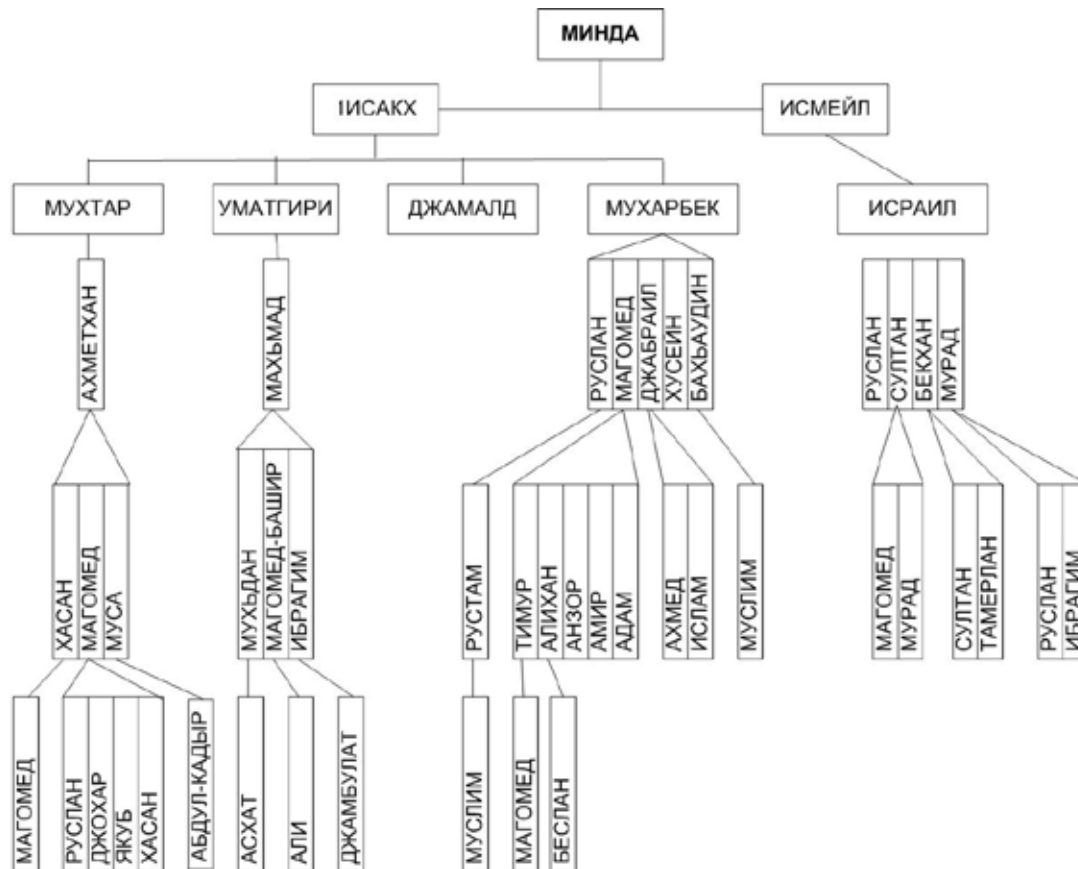 МИНДА
1ИСАКХ
ИСМЕЙЛ
МУХТАР
УМАТГИРИ
ДЖАМАЛД
МУХАРБЕК
ИСРАИЛ
АХМЕТХАН
МАХЬМАД
РУСЛАН
МАГОМЕД
ДЖАБРАИЛ
ХУСЕИН
БАХЬАУДИН
РУСЛАН
СУЛТАН
БЕКХАН
МУРАД
ХАСАН
МАГОМЕД
МУСА
МУХЬДАН
МАГОМЕД-БАШИР
ИБРАГИМ
РУСТАМ
ТИМУР
АЛИХАН
АНЗОР
АМИР
АДАМ
АХМЕД
ИСЛАМ
МУСЛИМ
МАГОМЕД
МУРАД
СУЛТАН
ТАМЕРЛАН
РУСЛАН
ИБРАГИМ
МАГОМЕД
РУСЛАН
ДЖОХАР
ЯКУБ
ХАСАН
АБДУЛ-КАДЫР
АСХАТ
АЛИ
ДЖАМБУЛАТ
МУСЛИМ
МАГОМЕД
БЕСЛАН